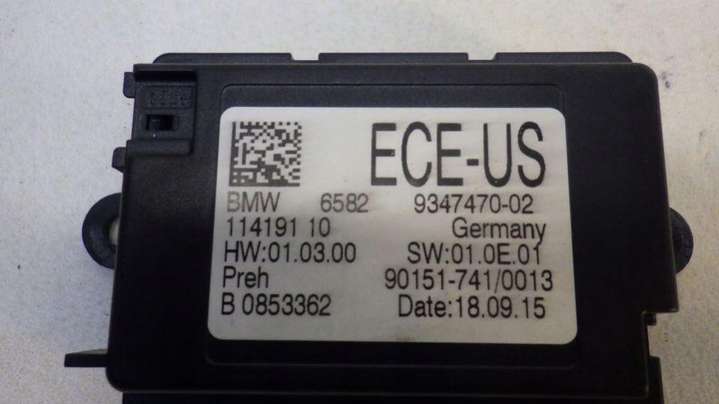 ECE-US
BMW 6582 9347470-02
114191 10 Germany
HW:01.03.00 SW:01.0E.01
Preh 90151-741/0013
B 0853362 Date:18.09.15